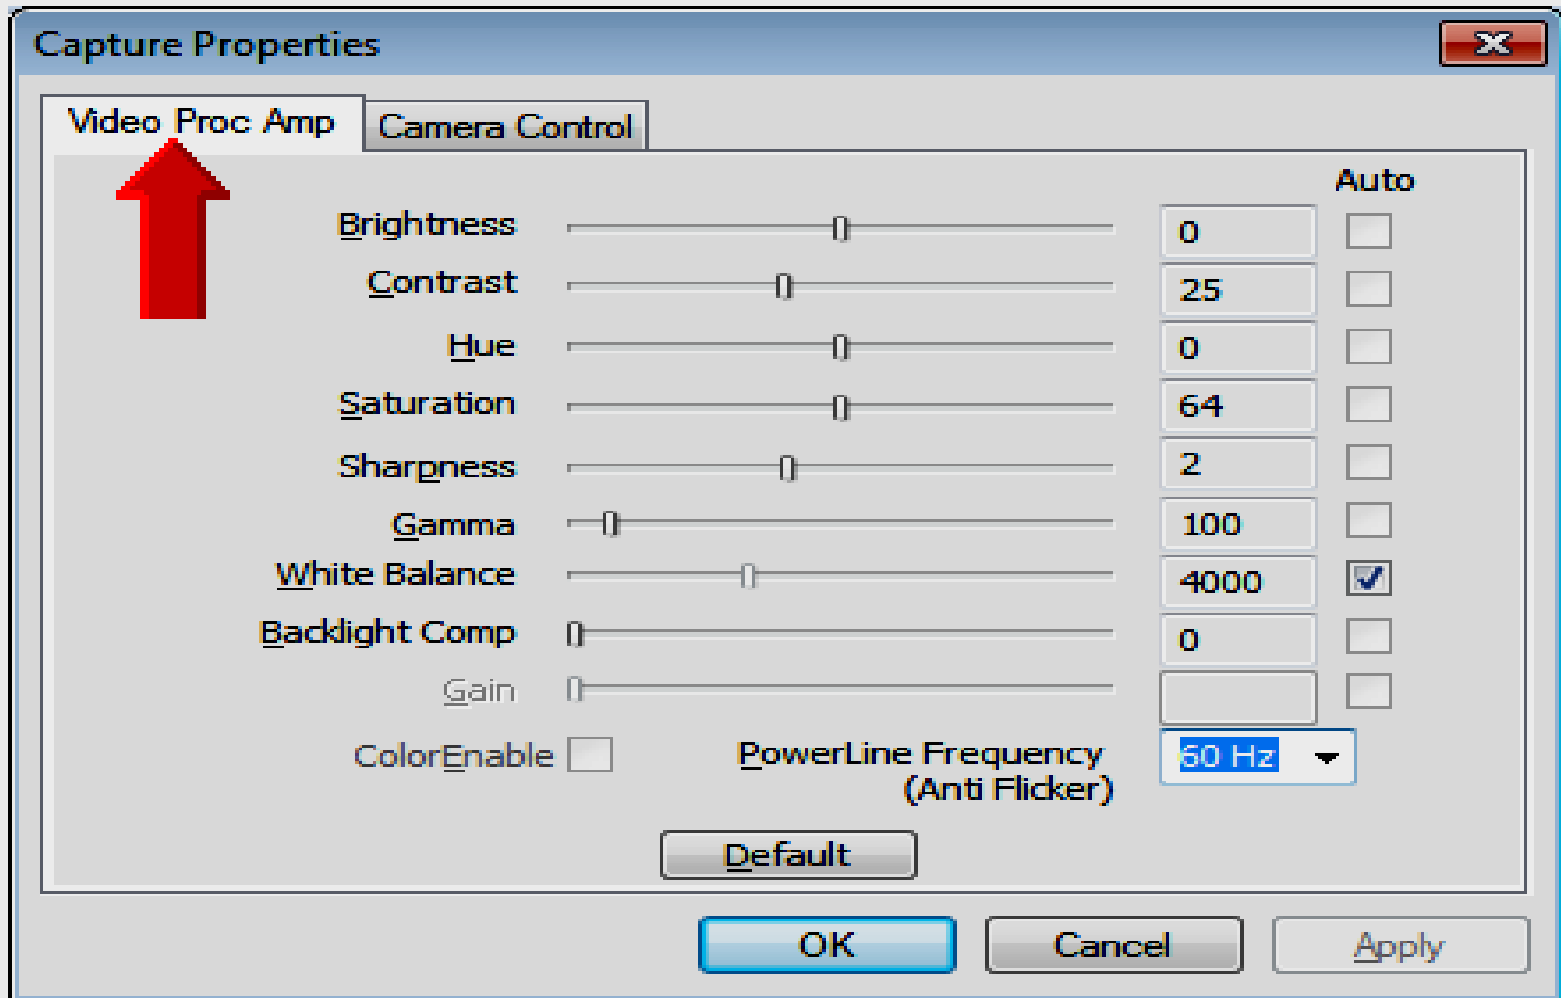 Capture Properties
Video Proc Amp
Camera Control
Auto
Brightness 0
Contrast 25
Hue 0
Saturation 64
Sharpness 2
Gamma 100
White Balance 4000
Backlight Comp 0
Gain
ColorEnable PowerLine Frequency 60 Hz
(Anti Flicker)
Default
OK Cancel Apply